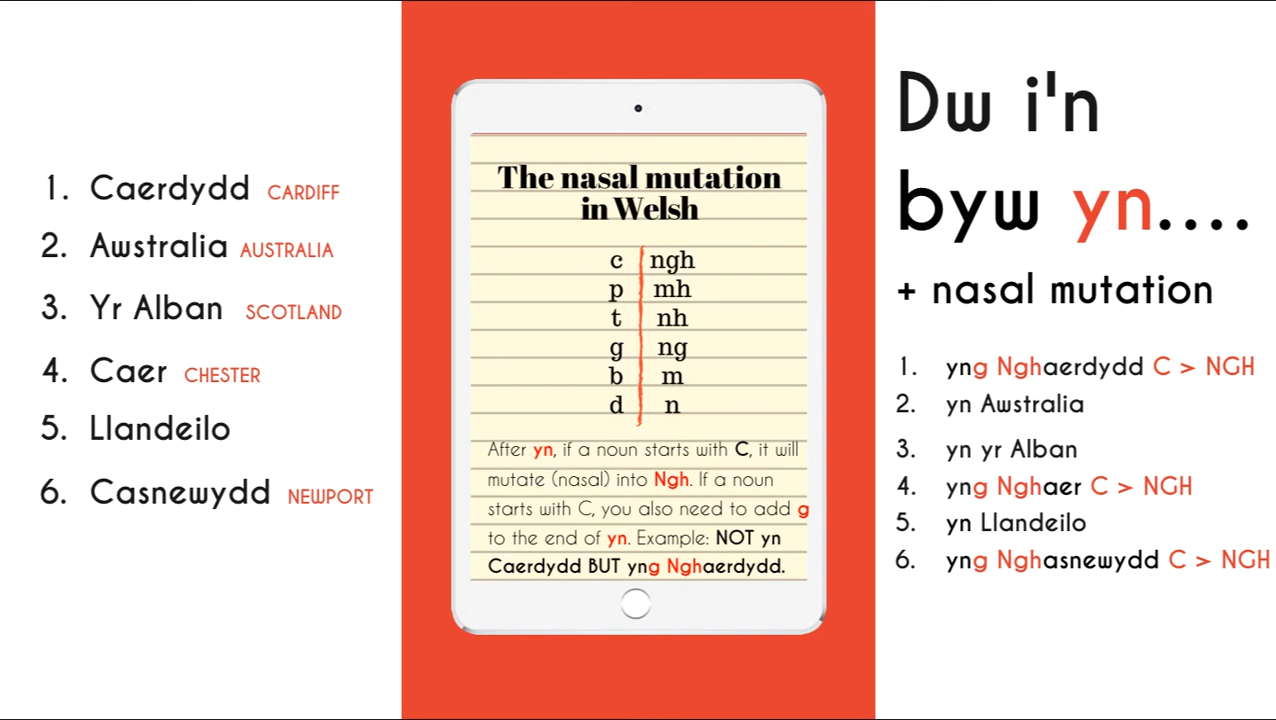 1. Caerdydd CARDIFF
2. Awstralia AUSTRALIA
3. Yr Alban SCOTLAND
4. Caer CHESTER
5. Llandeilo
6. Casnewydd NEWPORT
The nasal mutation
in Welsh
c ngh
p mh
t nh
g ng
b m
d n
After yn, if a noun starts with C, it will
mutate (nasal) into Ngh. If a noun
starts with C, you also need to add g
to the end of yn. Example: NOT yn
Caerdydd BUT yng Nghaerdydd.
Dw i'n
byw yn....
+ nasal mutation
1. yng Nghaerdydd C > NGH
2. yn Awstralia
3. yn yr Alban
4. yng Nghaer C > NGH
5. yn Llandeilo
6. yng Nghasnewydd C > NGH